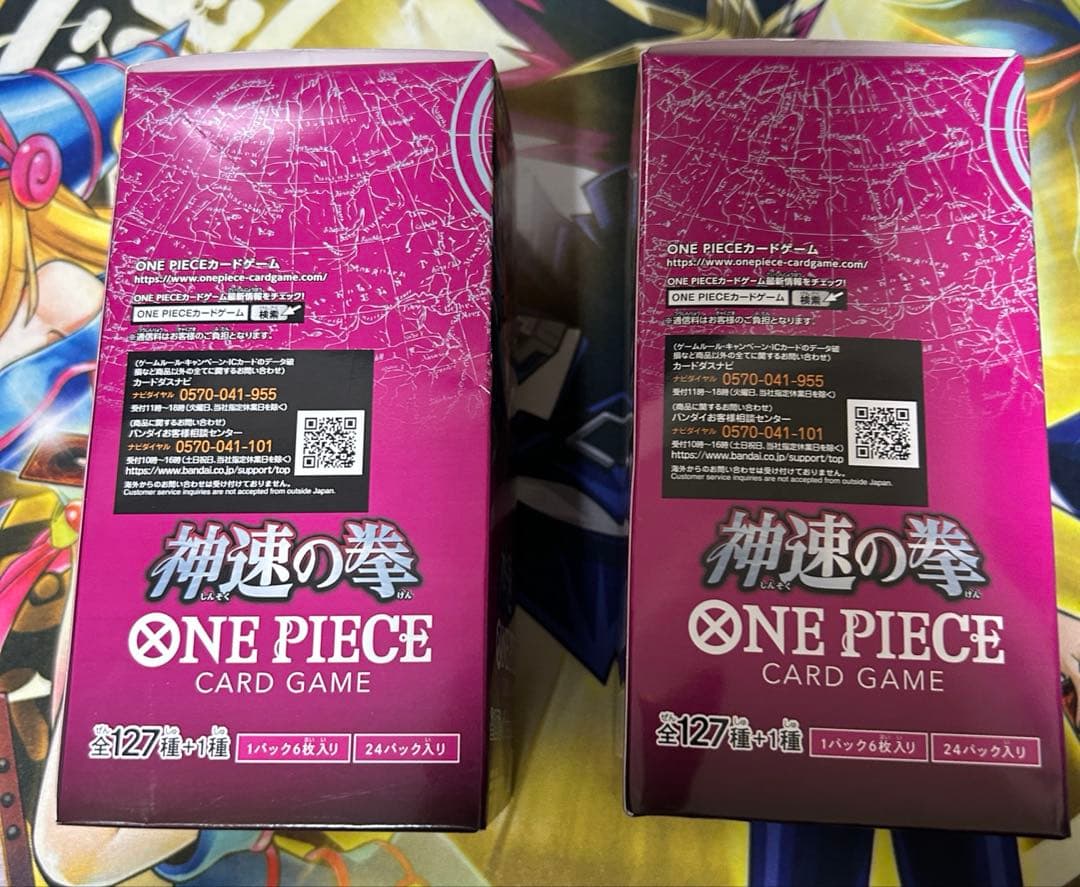 ONE PIECEカードゲーム
https://www.onepiece-cardgame.com/
ONE PIECEカードゲーム最新情報をチェック!
ONE PIECEカードゲーム 検索
※通信料はお客様のご負担となります。
〈ゲームルール・キャンペーン・ICカードのデータ破
損など商品以外の全てに関するお問い合わせ〉
カードダスナビ
ナビダイヤル 0570-041-955
受付11時〜18時(火曜日、当社指定休業日を除く)
〈商品に関するお問い合わせ〉
バンダイお客様相談センター
ナビダイヤル 0570-041-101
受付10時〜16時(土日祝日、当社指定休業日を除く)
https://www.bandai.co.jp/support/top
海外からのお問い合わせは受け付けておりません。
Customer service inquiries are not accepted from outside Japan.
神速の拳
しんそく けん
ONE PIECE
CARD GAME
全127種+1種
1パック6枚入り
24パック入り
ONE PIECEカードゲーム
https://www.onepiece-cardgame.com/
ONE PIECEカードゲーム最新情報をチェック!
ONE PIECEカードゲーム 検索
※通信料はお客様のご負担となります。
〈ゲームルール・キャンペーン・ICカードのデータ破
損など商品以外の全てに関するお問い合わせ〉
カードダスナビ
ナビダイヤル 0570-041-955
受付11時〜18時(火曜日、当社指定休業日を除く)
〈商品に関するお問い合わせ〉
バンダイお客様相談センター
ナビダイヤル 0570-041-101
受付10時〜16時(土日祝日、当社指定休業日を除く)
https://www.bandai.co.jp/support/top
海外からのお問い合わせは受け付けておりません。
Customer service inquiries are not accepted from outside Japan.
神速の拳
しんそく けん
ONE PIECE
CARD GAME
全127種+1種
1パック6枚入り
24パック入り